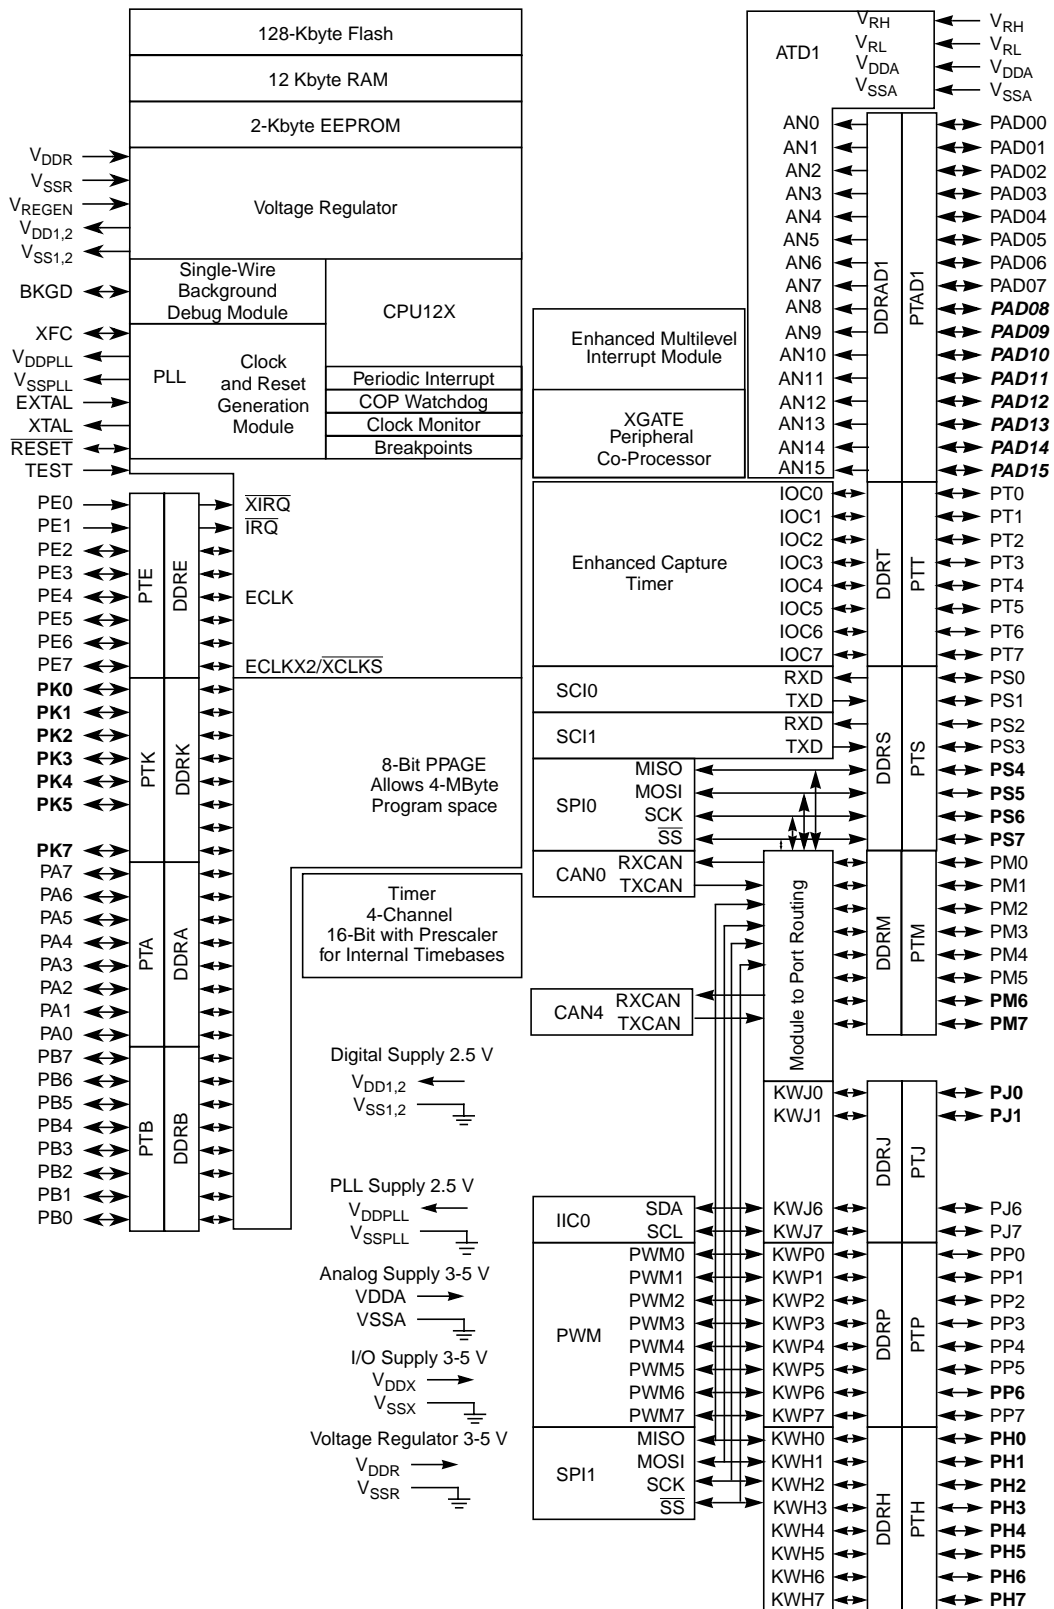 128-Kbyte Flash
12 Kbyte RAM
2-Kbyte EEPROM
VDDR
VSSR
VREGEN
VDD1,2
VSS1,2
Voltage Regulator
BKGD
Single-Wire
Background
Debug Module
CPU12X
XFC
VDDPLL
VSSPLL
EXTAL
XTAL
RESET
TEST
PLL
Clock
and Reset
Generation
Module
Periodic Interrupt
COP Watchdog
Clock Monitor
Breakpoints
PE0
PE1
PE2
PE3
PE4
PE5
PE6
PE7
PTE
DDRE
XIRQ
IRQ
ECLK
ECLKX2/XCLKS
PK0
PK1
PK2
PK3
PK4
PK5
PK7
PTK
DDRK
8-Bit PPAGE
Allows 4-MByte
Program space
PA7
PA6
PA5
PA4
PA3
PA2
PA1
PA0
PTA
DDRA
Timer
4-Channel
16-Bit with Prescaler
for Internal Timebases
PB7
PB6
PB5
PB4
PB3
PB2
PB1
PB0
PTB
DDRB
Digital Supply 2.5 V
VDD1,2
VSS1,2
PLL Supply 2.5 V
VDDPLL
VSSPLL
Analog Supply 3-5 V
VDDA
VSSA
I/O Supply 3-5 V
VDDX
VSSX
Voltage Regulator 3-5 V
VDDR
VSSR
ATD1
VRH
VRL
VDDA
VSSA
VRH
VRL
VDDA
VSSA
AN0
AN1
AN2
AN3
AN4
AN5
AN6
AN7
AN8
AN9
AN10
AN11
AN12
AN13
AN14
AN15
DDRAD1
PTAD1
PAD00
PAD01
PAD02
PAD03
PAD04
PAD05
PAD06
PAD07
PAD08
PAD09
PAD10
PAD11
PAD12
PAD13
PAD14
PAD15
Enhanced Multilevel
Interrupt Module
XGATE
Peripheral
Co-Processor
Enhanced Capture
Timer
IOC0
IOC1
IOC2
IOC3
IOC4
IOC5
IOC6
IOC7
DDRT
PTT
PT0
PT1
PT2
PT3
PT4
PT5
PT6
PT7
SCI0
RXD
TXD
SCI1
RXD
TXD
SPI0
MISO
MOSI
SCK
SS
DDRS
PTS
PS0
PS1
PS2
PS3
PS4
PS5
PS6
PS7
CAN0
RXCAN
TXCAN
CAN4
RXCAN
TXCAN
Module to Port Routing
DDRM
PTM
PM0
PM1
PM2
PM3
PM4
PM5
PM6
PM7
KWJ0
KWJ1
KWJ6
KWJ7
DDRJ
PTJ
PJ0
PJ1
PJ6
PJ7
IIC0
SDA
SCL
PWM
PWM0
PWM1
PWM2
PWM3
PWM4
PWM5
PWM6
PWM7
KWP0
KWP1
KWP2
KWP3
KWP4
KWP5
KWP6
KWP7
DDRP
PTP
PP0
PP1
PP2
PP3
PP4
PP5
PP6
PP7
SPI1
MISO
MOSI
SCK
SS
KWH0
KWH1
KWH2
KWH3
KWH4
KWH5
KWH6
KWH7
DDRH
PTH
PH0
PH1
PH2
PH3
PH4
PH5
PH6
PH7